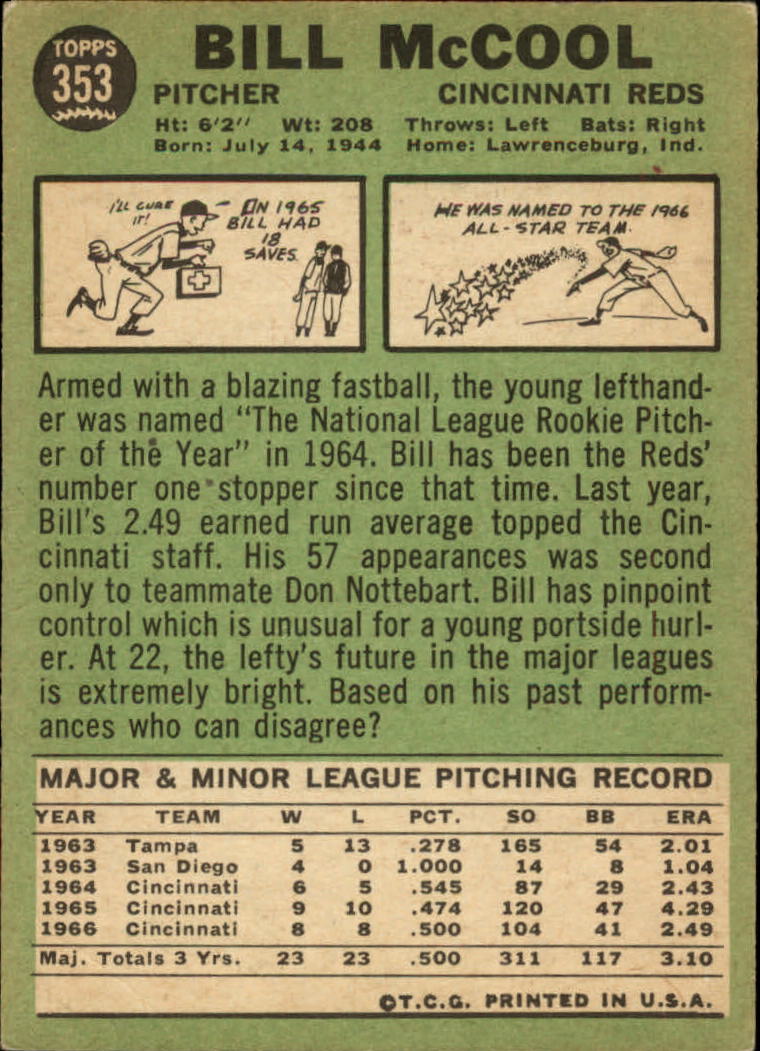 TOPPS
353
BILL McCOOL
PITCHER CINCINNATI REDS
Ht: 6'2" Wt: 208 Throws: Left Bats: Right
Born: July 14, 1944 Home: Lawrenceburg, Ind.
I'LL CURE
IT!
IN 1965
BILL HAD
18
SAVES.
HE WAS NAMED TO THE 1966
ALL-STAR TEAM.
Armed with a blazing fastball, the young lefthand-
er was named "The National League Rookie Pitch-
er of the Year" in 1964. Bill has been the Reds'
number one stopper since that time. Last year,
Bill's 2.49 earned run average topped the Cin-
cinnati staff. His 57 appearances was second
only to teammate Don Nottebart. Bill has pinpoint
control which is unusual for a young portside hurl-
er. At 22, the lefty's future in the major leagues
is extremely bright. Based on his past perform-
ances who can disagree?
MAJOR & MINOR LEAGUE PITCHING RECORD
YEAR TEAM W L PCT. SO BB ERA
1963 Tampa 5 13 .278 165 54 2.01
1963 San Diego 4 0 1.000 14 8 1.04
1964 Cincinnati 6 5 .545 87 29 2.43
1965 Cincinnati 9 10 .474 120 47 4.29
1966 Cincinnati 8 8 .500 104 41 2.49
Maj. Totals 3 Yrs. 23 23 .500 311 117 3.10
©T.C.G. PRINTED IN U.S.A.